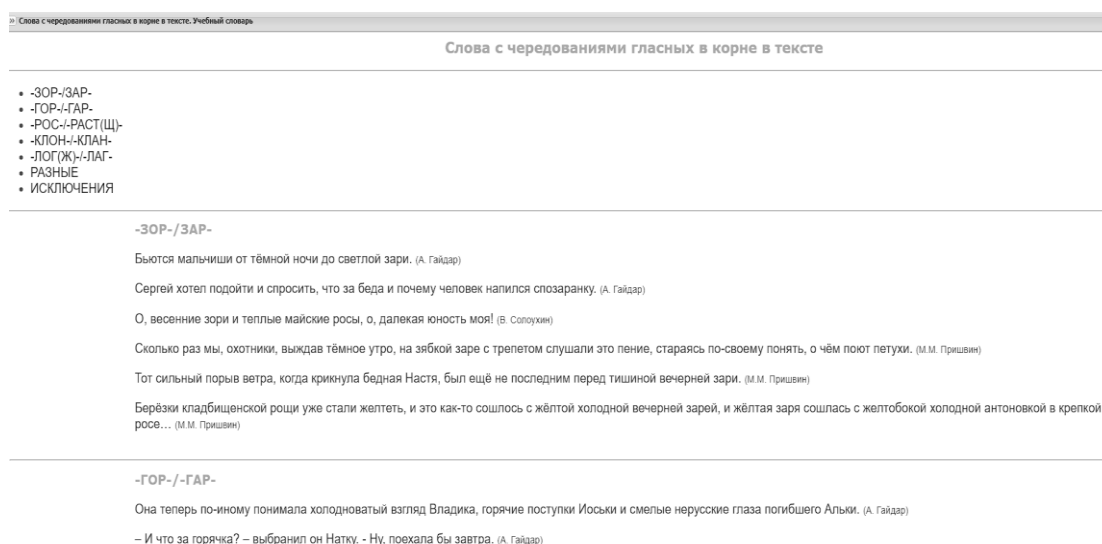 » Слова с чередованиями гласных в корне в тексте. Учебный словарь
Слова с чередованиями гласных в корне в тексте
• -ЗОР-/ЗАР-
• -ГОР-/-ГАР-
• -РОС-/-РАСТ(Щ)-
• -КЛОН-/-КЛАН-
• -ЛОГ(Ж)-/-ЛАГ-
• РАЗНЫЕ
• ИСКЛЮЧЕНИЯ
-ЗОР-/ЗАР-
Бьются мальчиши от тёмной ночи до светлой зари. (А. Гайдар)
Сергей хотел подойти и спросить, что за беда и почему человек напился спозаранку. (А. Гайдар)
О, весенние зори и теплые майские росы, о, далекая юность моя! (В. Солоухин)
Сколько раз мы, охотники, выждав тёмное утро, на зябкой заре с трепетом слушали это пение, стараясь по-своему понять, о чём поют петухи. (М.М. Пришвин)
Тот сильный порыв ветра, когда крикнула бедная Настя, был ещё не последним перед тишиной вечерней зари. (М.М. Пришвин)
Берёзки кладбищенской рощи уже стали желтеть, и это как-то сошлось с жёлтой холодной вечерней зарей, и жёлтая заря сошлась с желтобокой холодной антоновкой в крепкой
росе… (М.М. Пришвин)
-ГОР-/-ГАР-
Она теперь по-иному понимала холодноватый взгляд Владика, горячие поступки Иоськи и смелые нерусские глаза погибшего Альки. (А. Гайдар)
– И что за горячка? – выбранил он Натку. - Ну, поехала бы завтра. (А. Гайдар)